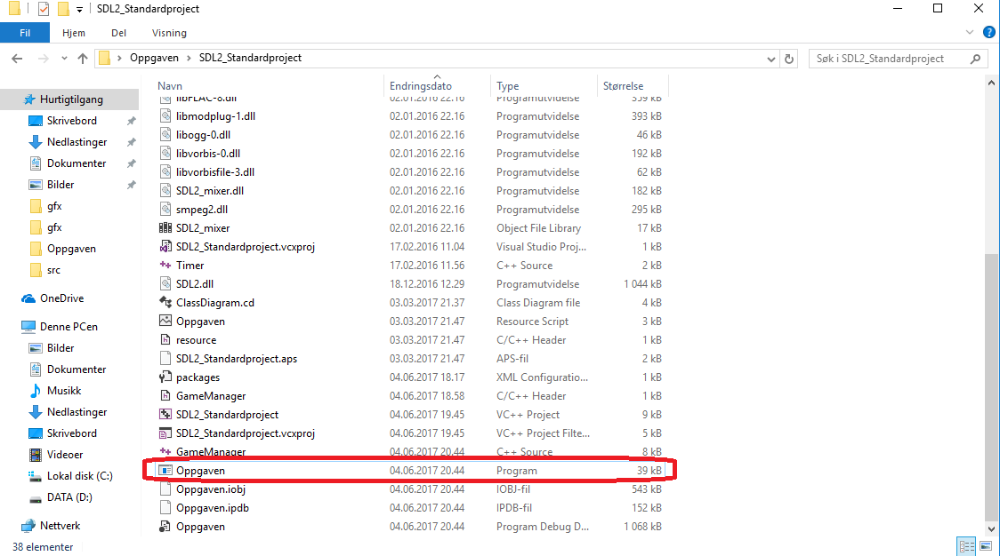 SDL2_Standardproject
Fil Hjem Del Visning
Oppgaven SDL2_Standardproject Søk i SDL2_Standardproject
Navn Endringsdato Type Størrelse
Hurtigtilgang
Skrivebord
Nedlastinger
Dokumenter
Bilder
gfx
gfx
Oppgaven
src
OneDrive
Denne PCen
Bilder
Dokumenter
Musikk
Nedlastinger
Skrivebord
Videoer
Lokal disk (C:)
DATA (D:)
Nettverk
libFLAC-8.dll 02.01.2016 22.16 Programutvidelse 359 kB
libmodplug-1.dll 02.01.2016 22.16 Programutvidelse 393 kB
libogg-0.dll 02.01.2016 22.16 Programutvidelse 46 kB
libvorbis-0.dll 02.01.2016 22.16 Programutvidelse 192 kB
libvorbisfile-3.dll 02.01.2016 22.16 Programutvidelse 62 kB
SDL2_mixer.dll 02.01.2016 22.16 Programutvidelse 182 kB
smpeg2.dll 02.01.2016 22.16 Programutvidelse 295 kB
SDL2_mixer 02.01.2016 22.16 Object File Library 17 kB
SDL2_Standardproject.vcxproj 17.02.2016 11.04 Visual Studio Proj... 1 kB
Timer 17.02.2016 11.56 C++ Source 2 kB
SDL2.dll 18.12.2016 12.29 Programutvidelse 1 044 kB
ClassDiagram.cd 03.03.2017 21.37 Class Diagram file 4 kB
Oppgaven 03.03.2017 21.47 Resource Script 3 kB
resource 03.03.2017 21.47 C/C++ Header 1 kB
SDL2_Standardproject.aps 03.03.2017 21.47 APS-fil 2 kB
packages 04.06.2017 18.17 XML Configuratio... 1 kB
GameManager 04.06.2017 18.58 C/C++ Header 1 kB
SDL2_Standardproject 04.06.2017 19.45 VC++ Project 9 kB
SDL2_Standardproject.vcxproj 04.06.2017 19.45 VC++ Project Filte... 5 kB
GameManager 04.06.2017 20.44 C++ Source 8 kB
Oppgaven 04.06.2017 20.44 Program 39 kB
Oppgaven.iobj 04.06.2017 20.44 IOBJ-fil 543 kB
Oppgaven.ipdb 04.06.2017 20.44 IPDB-fil 152 kB
Oppgaven 04.06.2017 20.44 Program Debug D... 1 068 kB
38 elementer